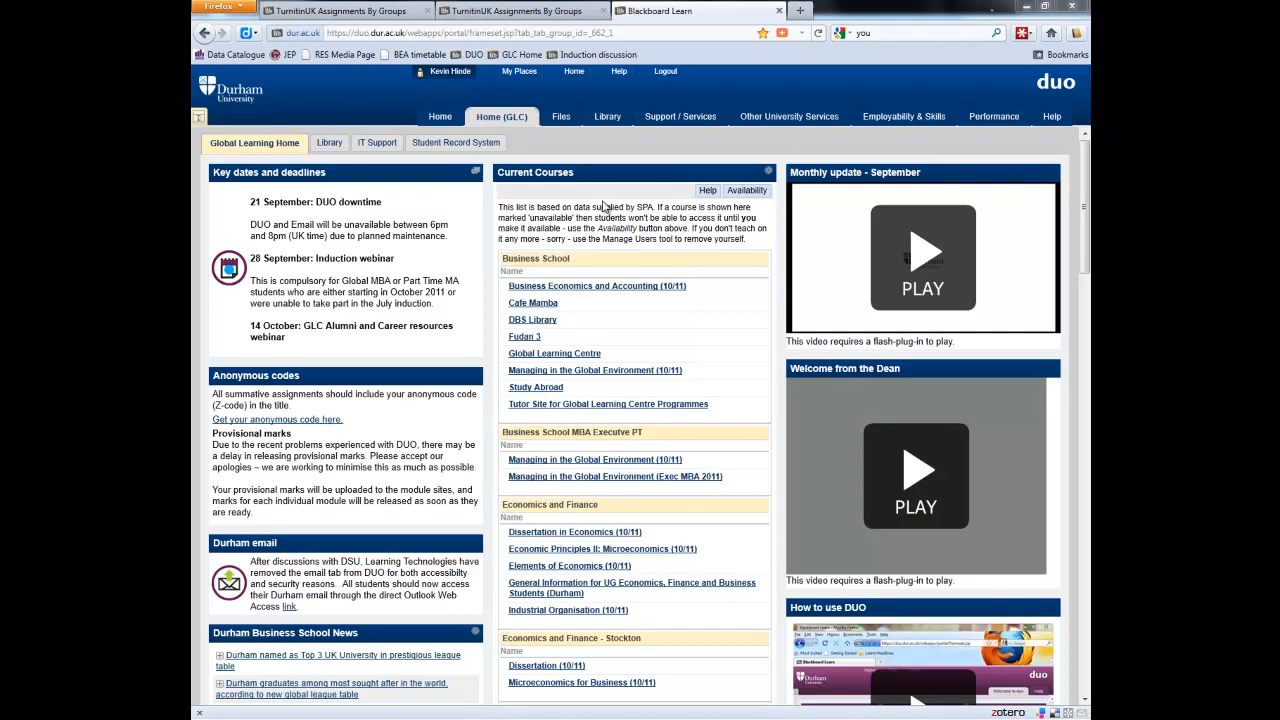 Firefox
TurnitinUK Assignments By Groups
TurnitinUK Assignments By Groups
Blackboard Learn
dur.ac.uk
https://duo.dur.ac.uk/webapps/portal/frameset.jsp?tab_tab_group_id=_662_1
you
Data Catalogue
JEP
RES Media Page
BEA timetable
DUO
GLC Home
Induction discussion
Bookmarks
Kevin Hinde
My Places
Home
Help
Logout
Durham
University
duo
Home
Home (GLC)
Files
Library
Support / Services
Other University Services
Employability & Skills
Performance
Help
Global Learning Home
Library
IT Support
Student Record System
Key dates and deadlines
21 September: DUO downtime
DUO and Email will be unavailable between 6pm
and 8pm (UK time) due to planned maintenance.
28 September: Induction webinar
This is compulsory for Global MBA or Part Time MA
students who are either starting in October 2011 or
were unable to take part in the July induction.
14 October: GLC Alumni and Career resources
webinar
Anonymous codes
All summative assignments should include your anonymous code
(Z-code) in the title.
Get your anonymous code here.
Provisional marks
Due to the recent problems experienced with DUO, there may be
a delay in releasing provisional marks. Please accept our
apologies – we are working to minimise this as much as possible.
Your provisional marks will be uploaded to the module sites, and
marks for each individual module will be released as soon as they
are ready.
Durham email
After discussions with DSU, Learning Technologies have
removed the email tab from DUO for both accessibilty
and security reasons. All students should now access
their Durham email through the direct Outlook Web
Access link.
Durham Business School News
Durham named as Top 3 UK University in prestigious league
table
Durham graduates among most sought after in the world,
according to new global league table
Current Courses
Help
Availability
This list is based on data supplied by SPA. If a course is shown here
marked 'unavailable' then students won't be able to access it until you
make it available - use the Availability button above. If you don't teach on
it any more - sorry - use the Manage Users tool to remove yourself.
Business School
Name
Business Economics and Accounting (10/11)
Cafe Mamba
DBS Library
Fudan 3
Global Learning Centre
Managing in the Global Environment (10/11)
Study Abroad
Tutor Site for Global Learning Centre Programmes
Business School MBA Executve PT
Name
Managing in the Global Environment (10/11)
Managing in the Global Environment (Exec MBA 2011)
Economics and Finance
Name
Dissertation in Economics (10/11)
Economic Principles II: Microeconomics (10/11)
Elements of Economics (10/11)
General Information for UG Economics, Finance and Business
Students (Durham)
Industrial Organisation (10/11)
Economics and Finance - Stockton
Name
Dissertation (10/11)
Microeconomics for Business (10/11)
Monthly update - September
PLAY
This video requires a flash-plug-in to play.
Welcome from the Dean
PLAY
This video requires a flash-plug-in to play.
How to use DUO
duo
zotero